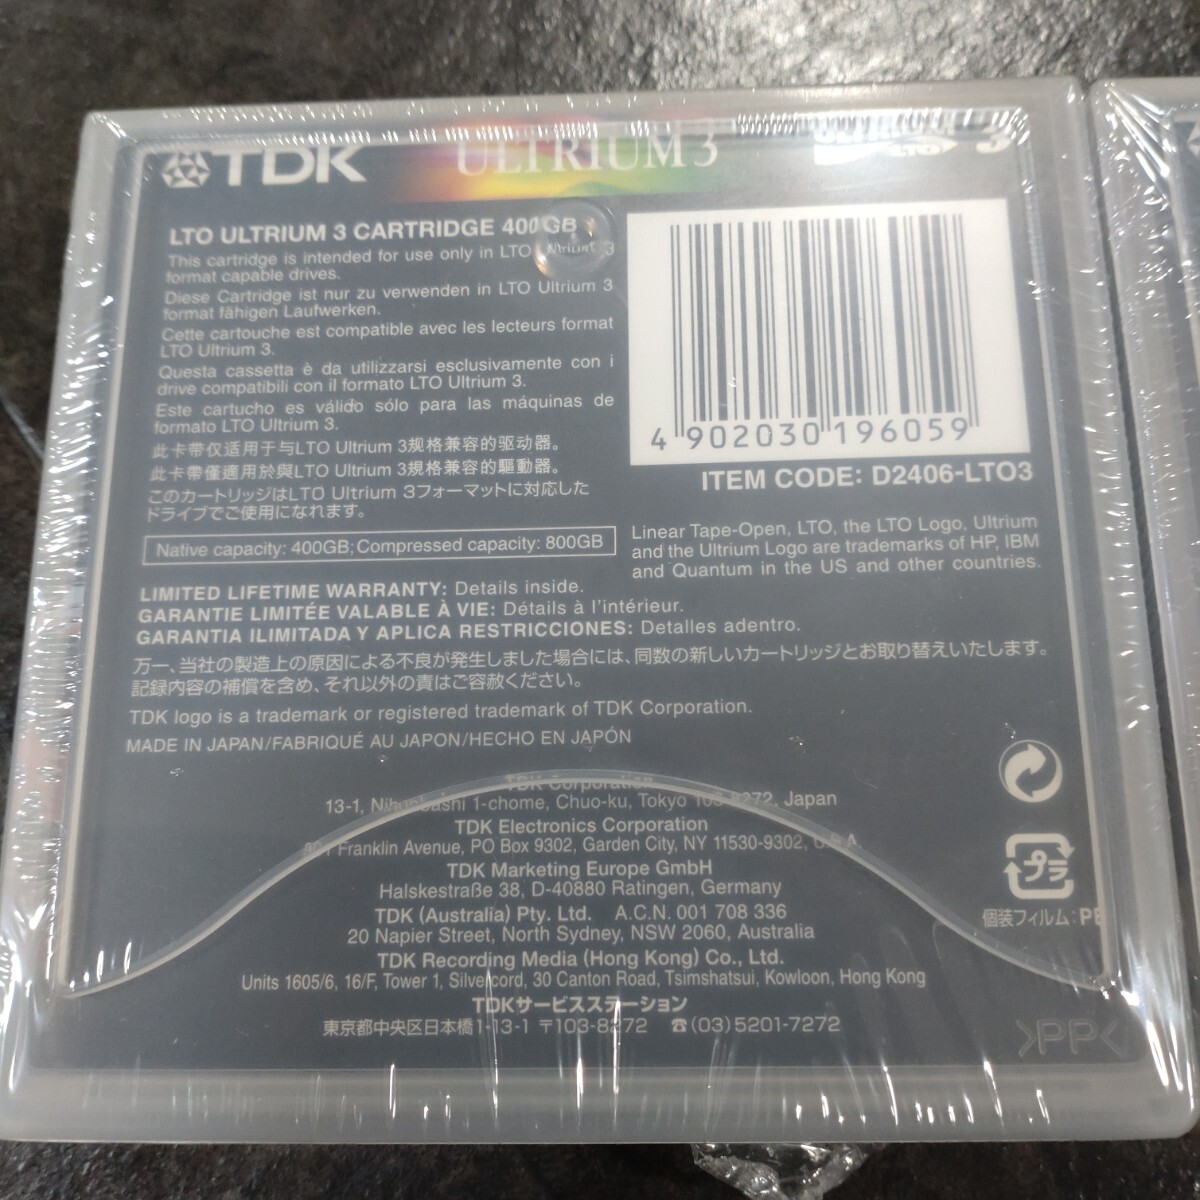 TDK
ULTRIUM 3
LTO 3
LTO ULTRIUM 3 CARTRIDGE 400GB
This cartridge is intended for use only in LTO Ultrium 3
format capable drives.
Diese Cartridge ist nur zu verwenden in LTO Ultrium 3
format fähigen Laufwerken.
Cette cartouche est compatible avec les lecteurs format
LTO Ultrium 3.
Questa cassetta è da utilizzarsi esclusivamente con i
drive compatibili con il formato LTO Ultrium 3.
Este cartucho es válido sólo para las máquinas de
formato LTO Ultrium 3.
此卡带仅适用于与LTO Ultrium 3规格兼容的驱动器。
此卡帶僅適用於與LTO Ultrium 3規格兼容的驅動器。
このカートリッジはLTO Ultrium 3フォーマットに対応した
ドライブでご使用になれます。
Native capacity: 400GB; Compressed capacity: 800GB
4 902030 196059
ITEM CODE: D2406-LTO3
Linear Tape-Open, LTO, the LTO Logo, Ultrium
and the Ultrium Logo are trademarks of HP, IBM
and Quantum in the US and other countries.
LIMITED LIFETIME WARRANTY: Details inside.
GARANTIE LIMITÉE VALABLE À VIE: Détails à l'intérieur.
GARANTIA ILIMITADA Y APLICA RESTRICCIONES: Detalles adentro.
万一、当社の製造上の原因による不良が発生しました場合には、同数の新しいカートリッジとお取り替えいたします。
記録内容の補償を含め、それ以外の責はご容赦ください。
TDK logo is a trademark or registered trademark of TDK Corporation.
MADE IN JAPAN/FABRIQUÉ AU JAPON/HECHO EN JAPÓN
TDK Corporation
13-1, Nihonbashi 1-chome, Chuo-ku, Tokyo 103-8272, Japan
TDK Electronics Corporation
Franklin Avenue, PO Box 9302, Garden City, NY 11530-9302, U.S.A.
TDK Marketing Europe GmbH
Halskestraße 38, D-40880 Ratingen, Germany
TDK (Australia) Pty. Ltd. A.C.N. 001 708 336
20 Napier Street, North Sydney, NSW 2060, Australia
TDK Recording Media (Hong Kong) Co., Ltd.
Units 1605/6, 16/F, Tower 1, Silvercord, 30 Canton Road, Tsimshatsui, Kowloon, Hong Kong
TDKサービスステーション
東京都中央区日本橋1-13-1 〒103-8272 ☎(03)5201-7272
プラ
個装フィルム:PE
>PP<